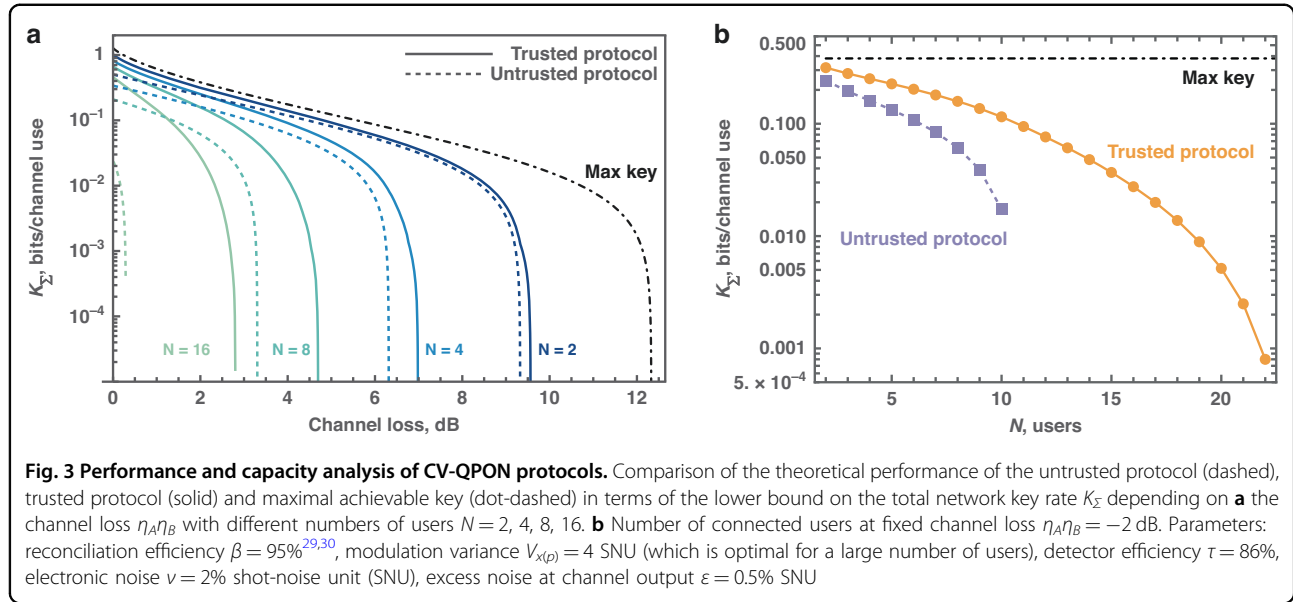 a
1
10⁻¹
10⁻²
10⁻³
10⁻⁴
K_Σ, bits/channel use
Trusted protocol
Untrusted protocol
Max key
N = 16
N = 8
N = 4
N = 2
0 2 4 6 8 10 12
Channel loss, dB
b
0.500
0.100
0.050
0.010
0.005
0.001
5. × 10⁻⁴
K_Σ, bits/channel use
Max key
Trusted protocol
Untrusted protocol
5 10 15 20
N, users
Fig. 3 Performance and capacity analysis of CV-QPON protocols. Comparison of the theoretical performance of the untrusted protocol (dashed),
trusted protocol (solid) and maximal achievable key (dot-dashed) in terms of the lower bound on the total network key rate K_Σ depending on a the
channel loss η_Aη_B with different numbers of users N = 2, 4, 8, 16. b Number of connected users at fixed channel loss η_Aη_B = −2 dB. Parameters:
reconciliation efficiency β = 95%²⁹,³⁰, modulation variance V_x(p) = 4 SNU (which is optimal for a large number of users), detector efficiency τ = 86%,
electronic noise ν = 2% shot-noise unit (SNU), excess noise at channel output ε = 0.5% SNU